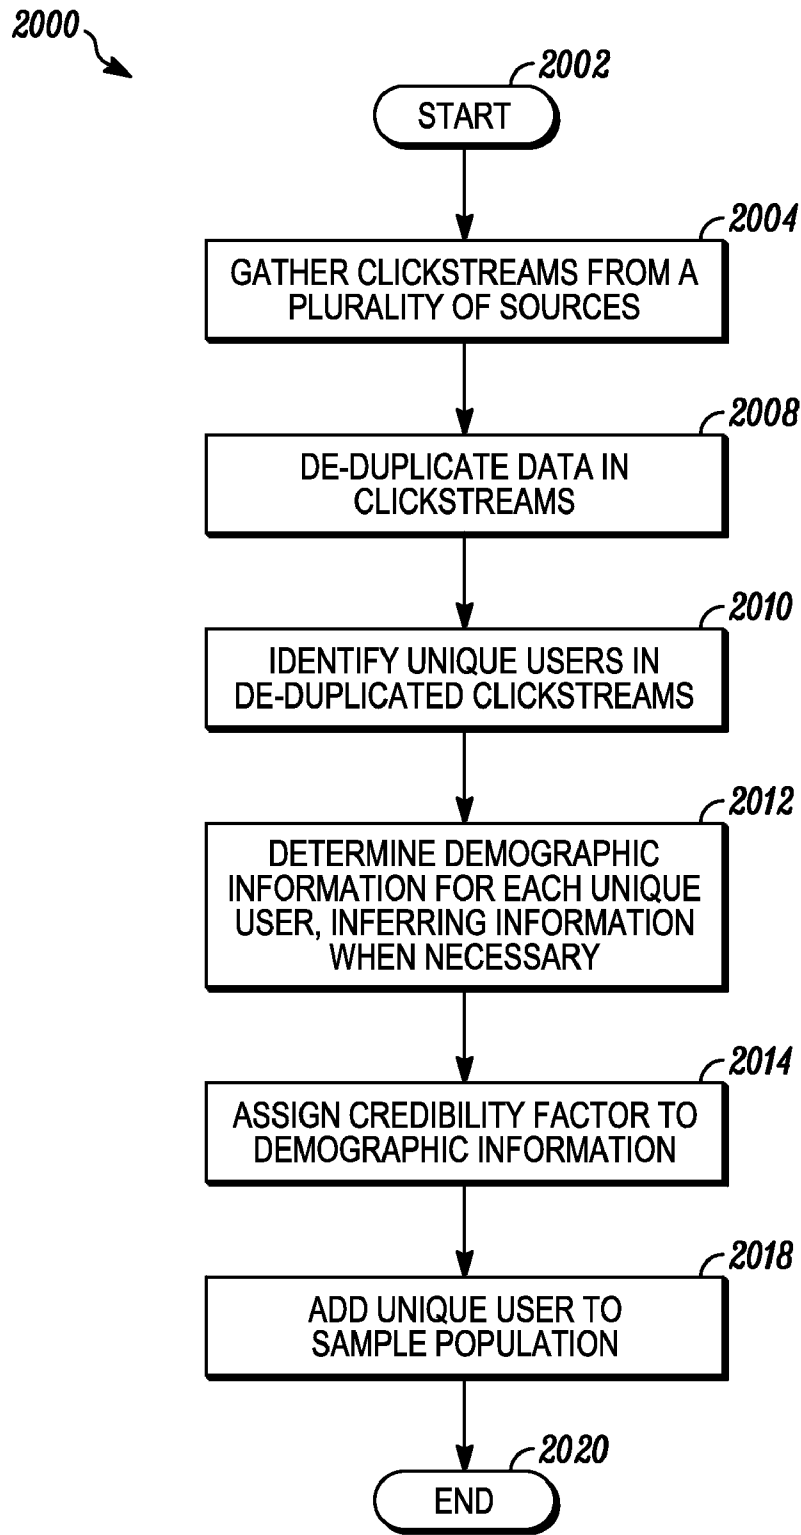 2000
2002
START
2004
GATHER CLICKSTREAMS FROM A
PLURALITY OF SOURCES
2008
DE-DUPLICATE DATA IN
CLICKSTREAMS
2010
IDENTIFY UNIQUE USERS IN
DE-DUPLICATED CLICKSTREAMS
2012
DETERMINE DEMOGRAPHIC
INFORMATION FOR EACH UNIQUE
USER, INFERRING INFORMATION
WHEN NECESSARY
2014
ASSIGN CREDIBILITY FACTOR TO
DEMOGRAPHIC INFORMATION
2018
ADD UNIQUE USER TO
SAMPLE POPULATION
2020
END